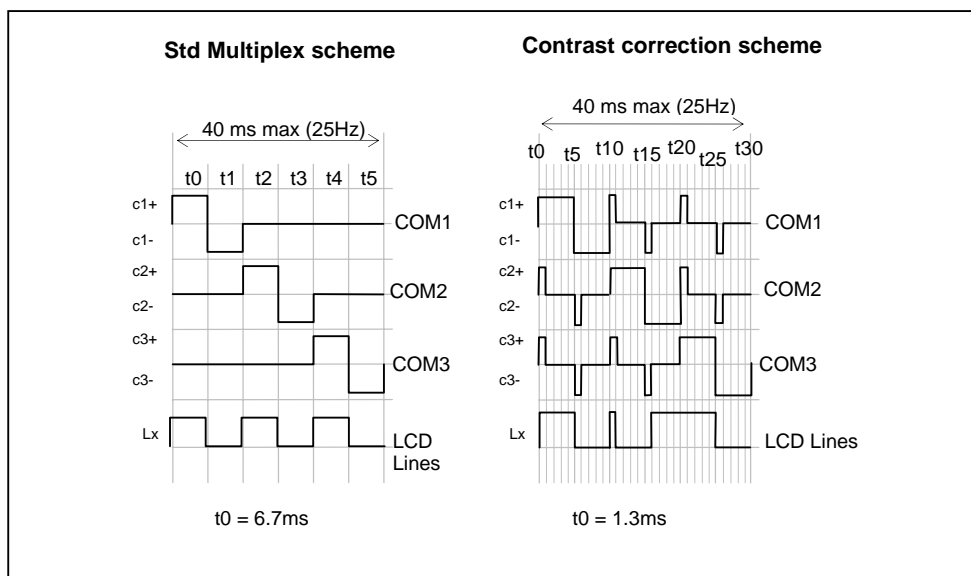 Std Multiplex scheme
40 ms max (25Hz)
t0 t1 t2 t3 t4 t5
c1+
COM1
c1-
c2+
COM2
c2-
c3+
COM3
c3-
Lx
LCD
Lines
t0 = 6.7ms
Contrast correction scheme
40 ms max (25Hz)
t0 t5 t10 t15 t20 t25 t30
c1+
COM1
c1-
c2+
COM2
c2-
c3+
COM3
c3-
Lx
LCD Lines
t0 = 1.3ms